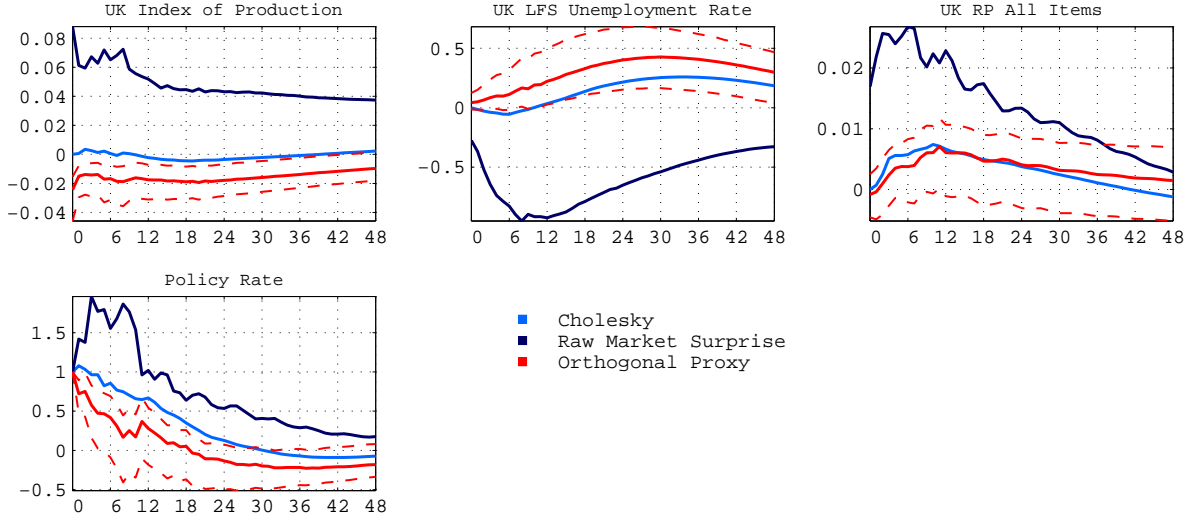 UK Index of Production
UK LFS Unemployment Rate
UK RP All Items
0.08
0.06
0.04
0.02
0
−0.02
−0.04
0 6 12 18 24 30 36 42 48
0.5
0
−0.5
0 6 12 18 24 30 36 42 48
0.02
0.01
0
0 6 12 18 24 30 36 42 48
Policy Rate
1.5
1
0.5
0
−0.5
0 6 12 18 24 30 36 42 48
Cholesky
Raw Market Surprise
Orthogonal Proxy